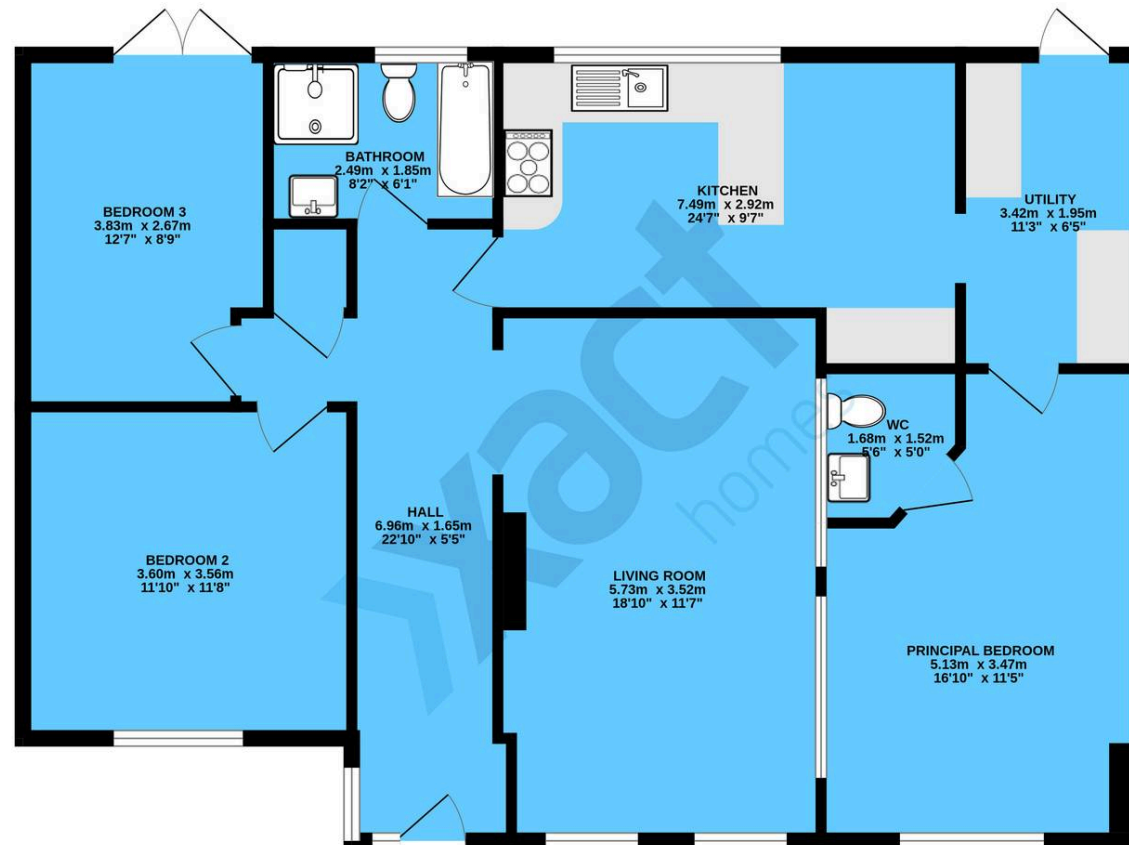 BEDROOM 3
3.83m x 2.67m
12'7" x 8'9"
BATHROOM
2.49m x 1.85m
8'2" x 6'1"
KITCHEN
7.49m x 2.92m
24'7" x 9'7"
UTILITY
3.42m x 1.95m
11'3" x 6'5"
WC
1.68m x 1.52m
5'6" x 5'0"
HALL
6.96m x 1.65m
22'10" x 5'5"
BEDROOM 2
3.60m x 3.56m
11'10" x 11'8"
LIVING ROOM
5.73m x 3.52m
18'10" x 11'7"
PRINCIPAL BEDROOM
5.13m x 3.47m
16'10" x 11'5"
xact
homes